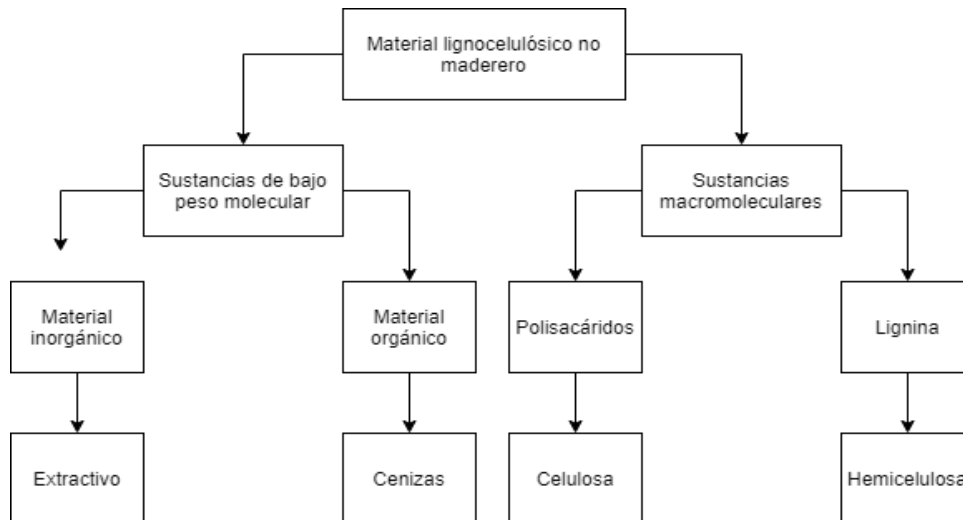 Material lignocelulósico no
maderero
Sustancias de bajo
peso molecular
Sustancias
macromoleculares
Material
inorgánico
Material
orgánico
Polisacáridos
Lignina
Extractivo
Cenizas
Celulosa
Hemicelulosa